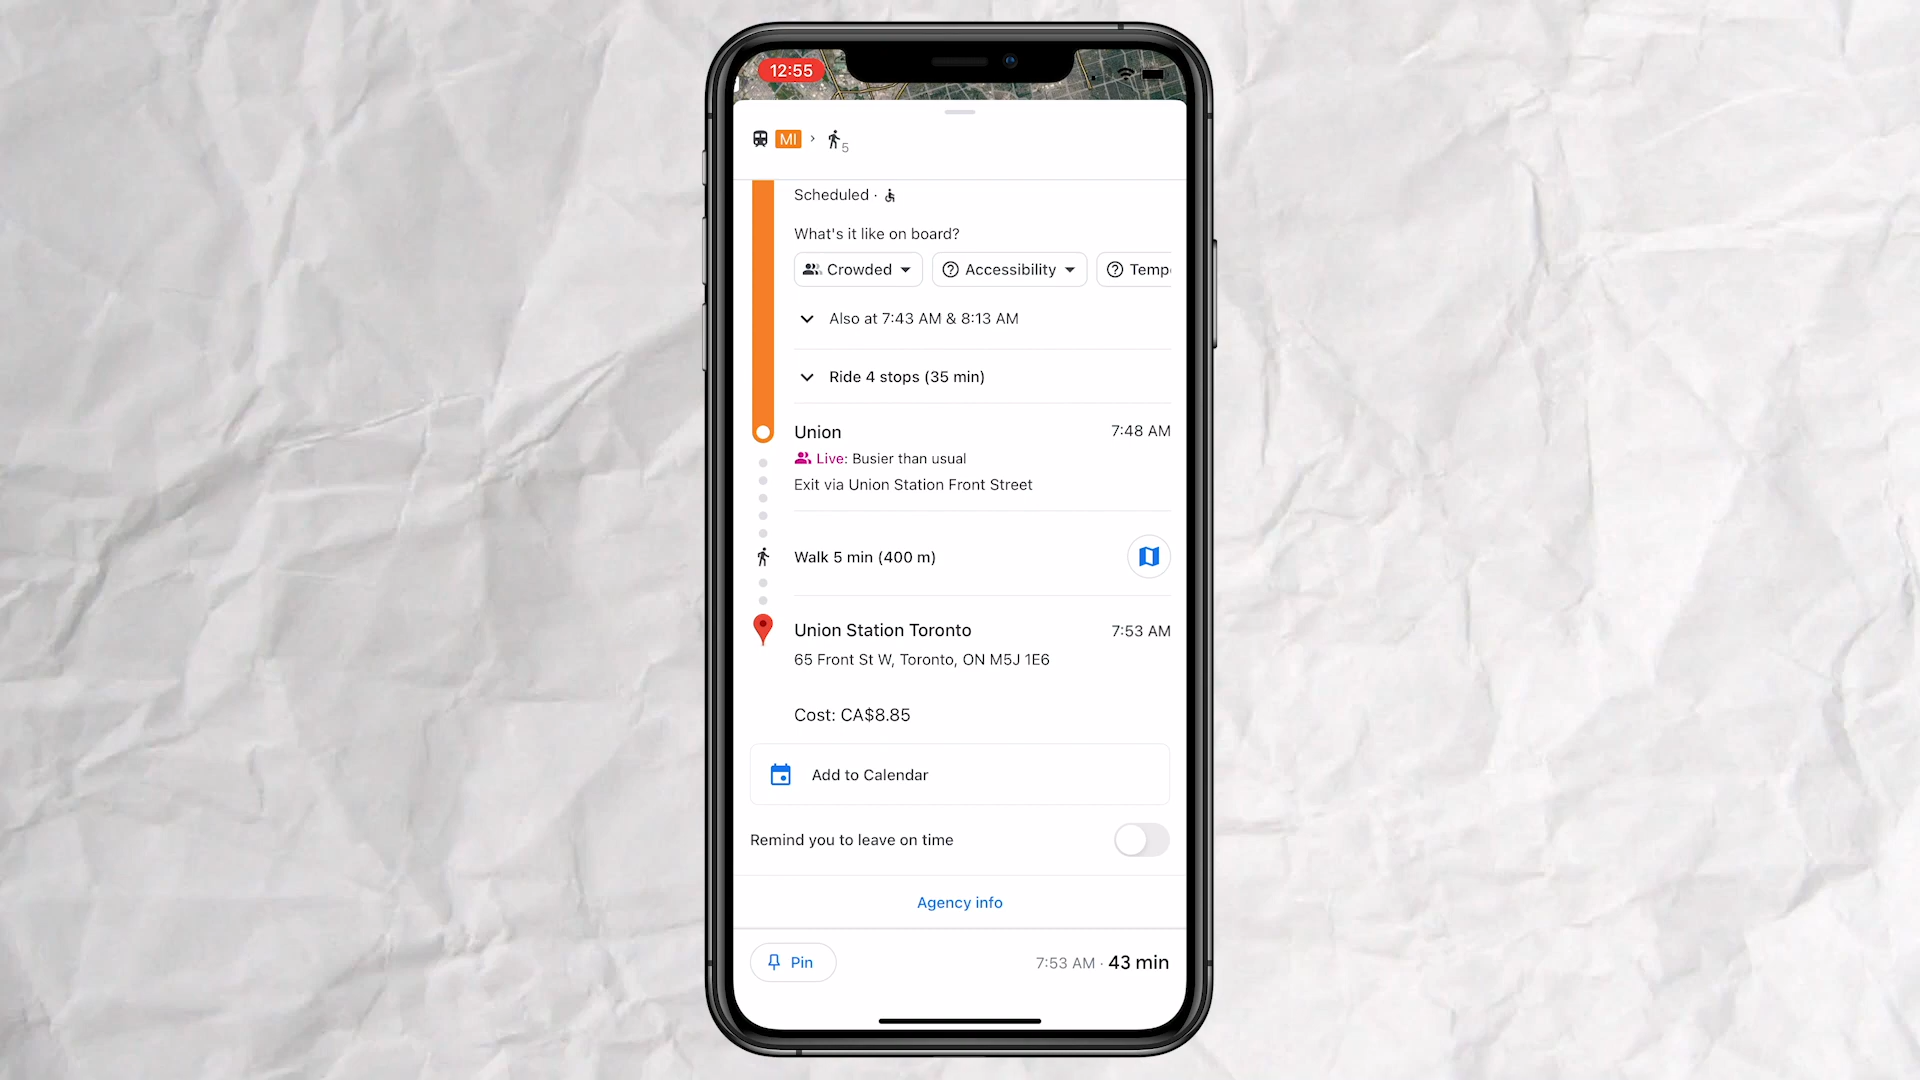 12:55
MI
5
Scheduled ·
What's it like on board?
Crowded
Accessibility
Temp
Also at 7:43 AM & 8:13 AM
Ride 4 stops (35 min)
Union 7:48 AM
Live: Busier than usual
Exit via Union Station Front Street
Walk 5 min (400 m)
Union Station Toronto 7:53 AM
65 Front St W, Toronto, ON M5J 1E6
Cost: CA$8.85
Add to Calendar
Remind you to leave on time
Agency info
Pin
7:53 AM · 43 min